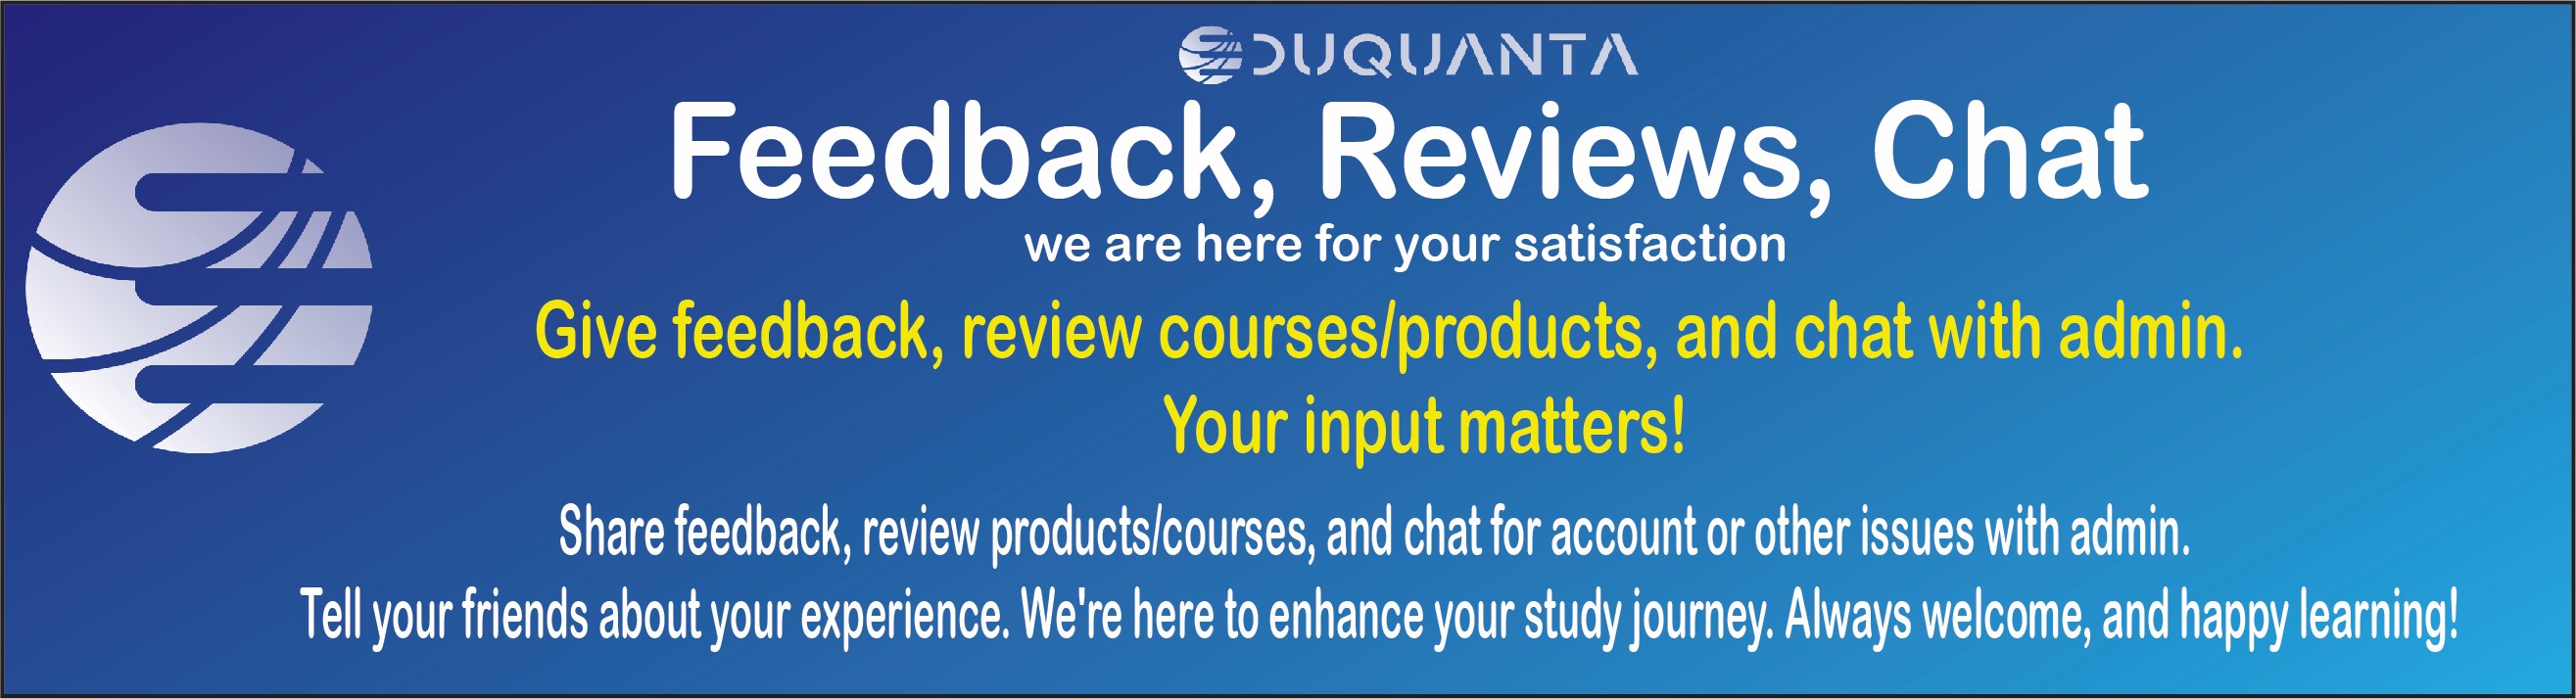 EDUQUANTA
Feedback, Reviews, Chat
we are here for your satisfaction
Give feedback, review courses/products, and chat with admin.
Your input matters!
Share feedback, review products/courses, and chat for account or other issues with admin.
Tell your friends about your experience. We're here to enhance your study journey. Always welcome, and happy learning!